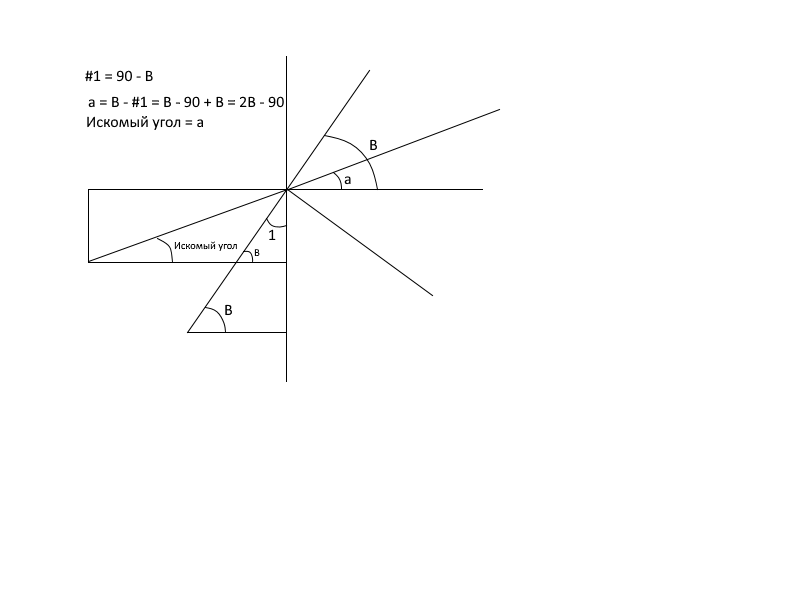 #1 = 90 - B
a = B - #1 = B - 90 + B = 2B - 90
Искомый угол = a
B
a
Искомый угол
1
B
B